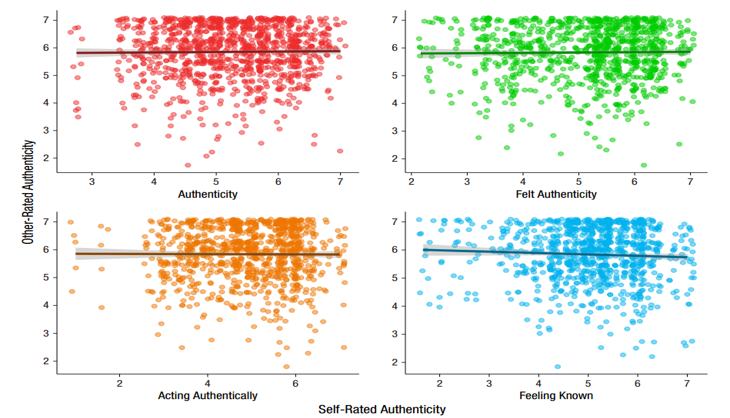 Other-Rated Authenticity
7
6
5
4
3
2
3 4 5 6 7
Authenticity
7
6
5
4
3
2
2 3 4 5 6 7
Felt Authenticity
7
6
5
4
3
2
2 4 6
Acting Authentically
7
6
5
4
3
2
2 3 4 5 6 7
Feeling Known
Self-Rated Authenticity